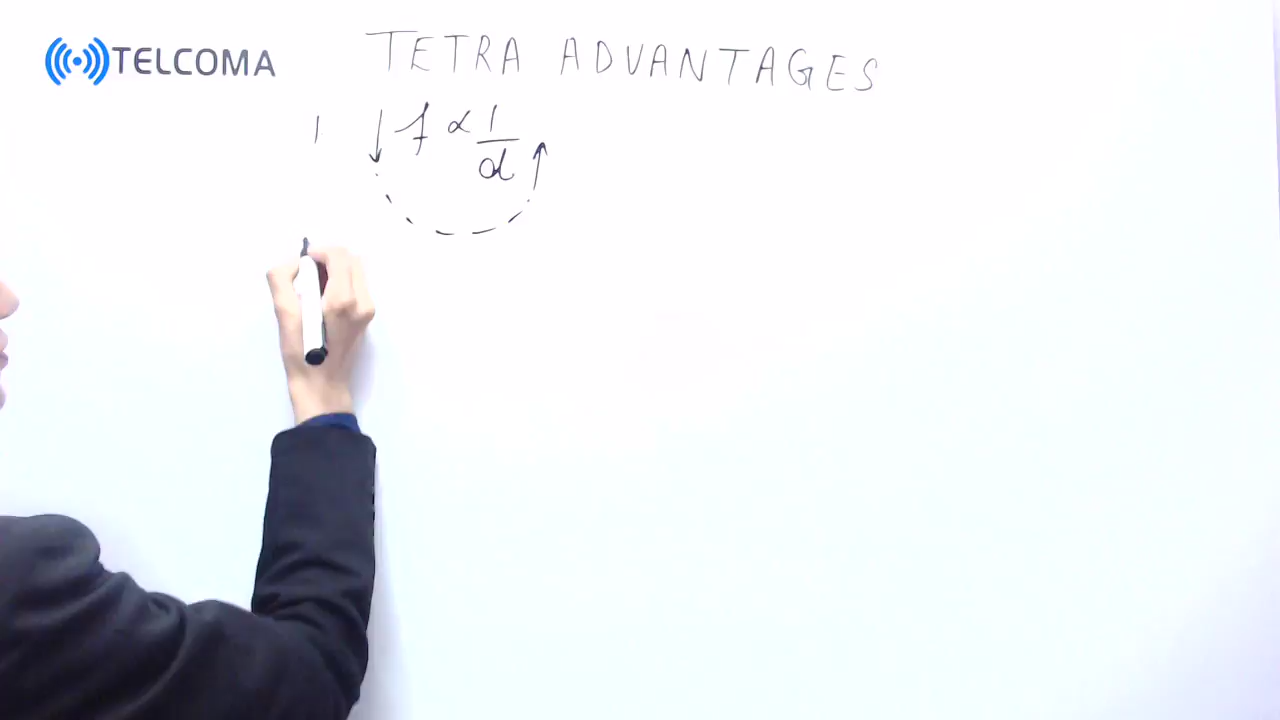 TELCOMA
TETRA ADVANTAGES
1 ↓ f ∝ 1/d ↑